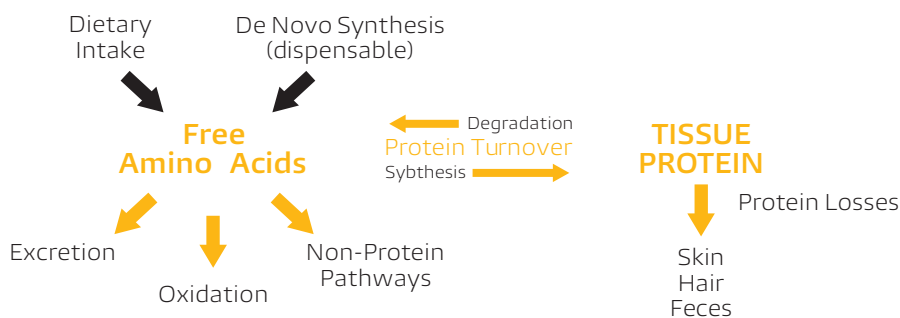 Dietary
Intake
De Novo Synthesis
(dispensable)
Free
Amino Acids
Degradation
Protein Turnover
Sybthesis
TISSUE
PROTEIN
Protein Losses
Excretion
Oxidation
Non-Protein
Pathways
Skin
Hair
Feces